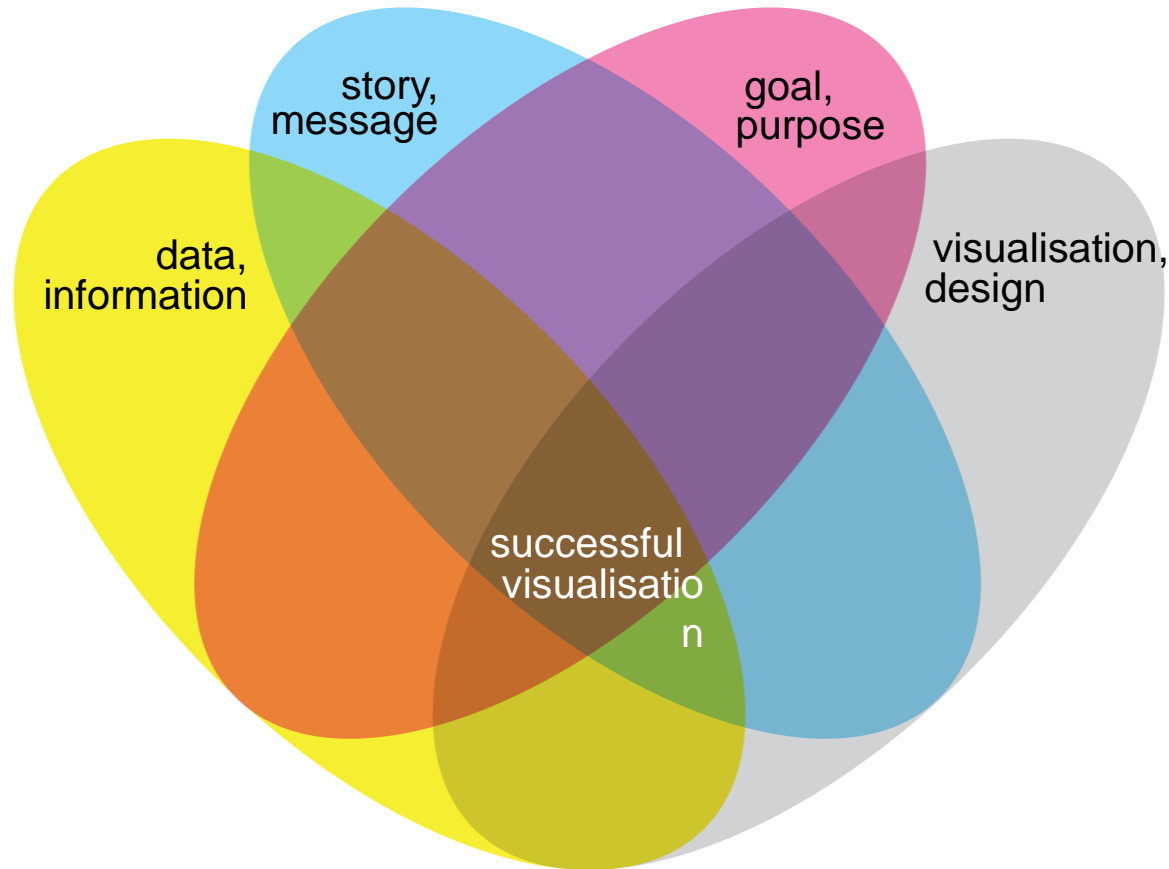 story,
message
goal,
purpose
data,
information
visualisation,
design
successful
visualisatio
n